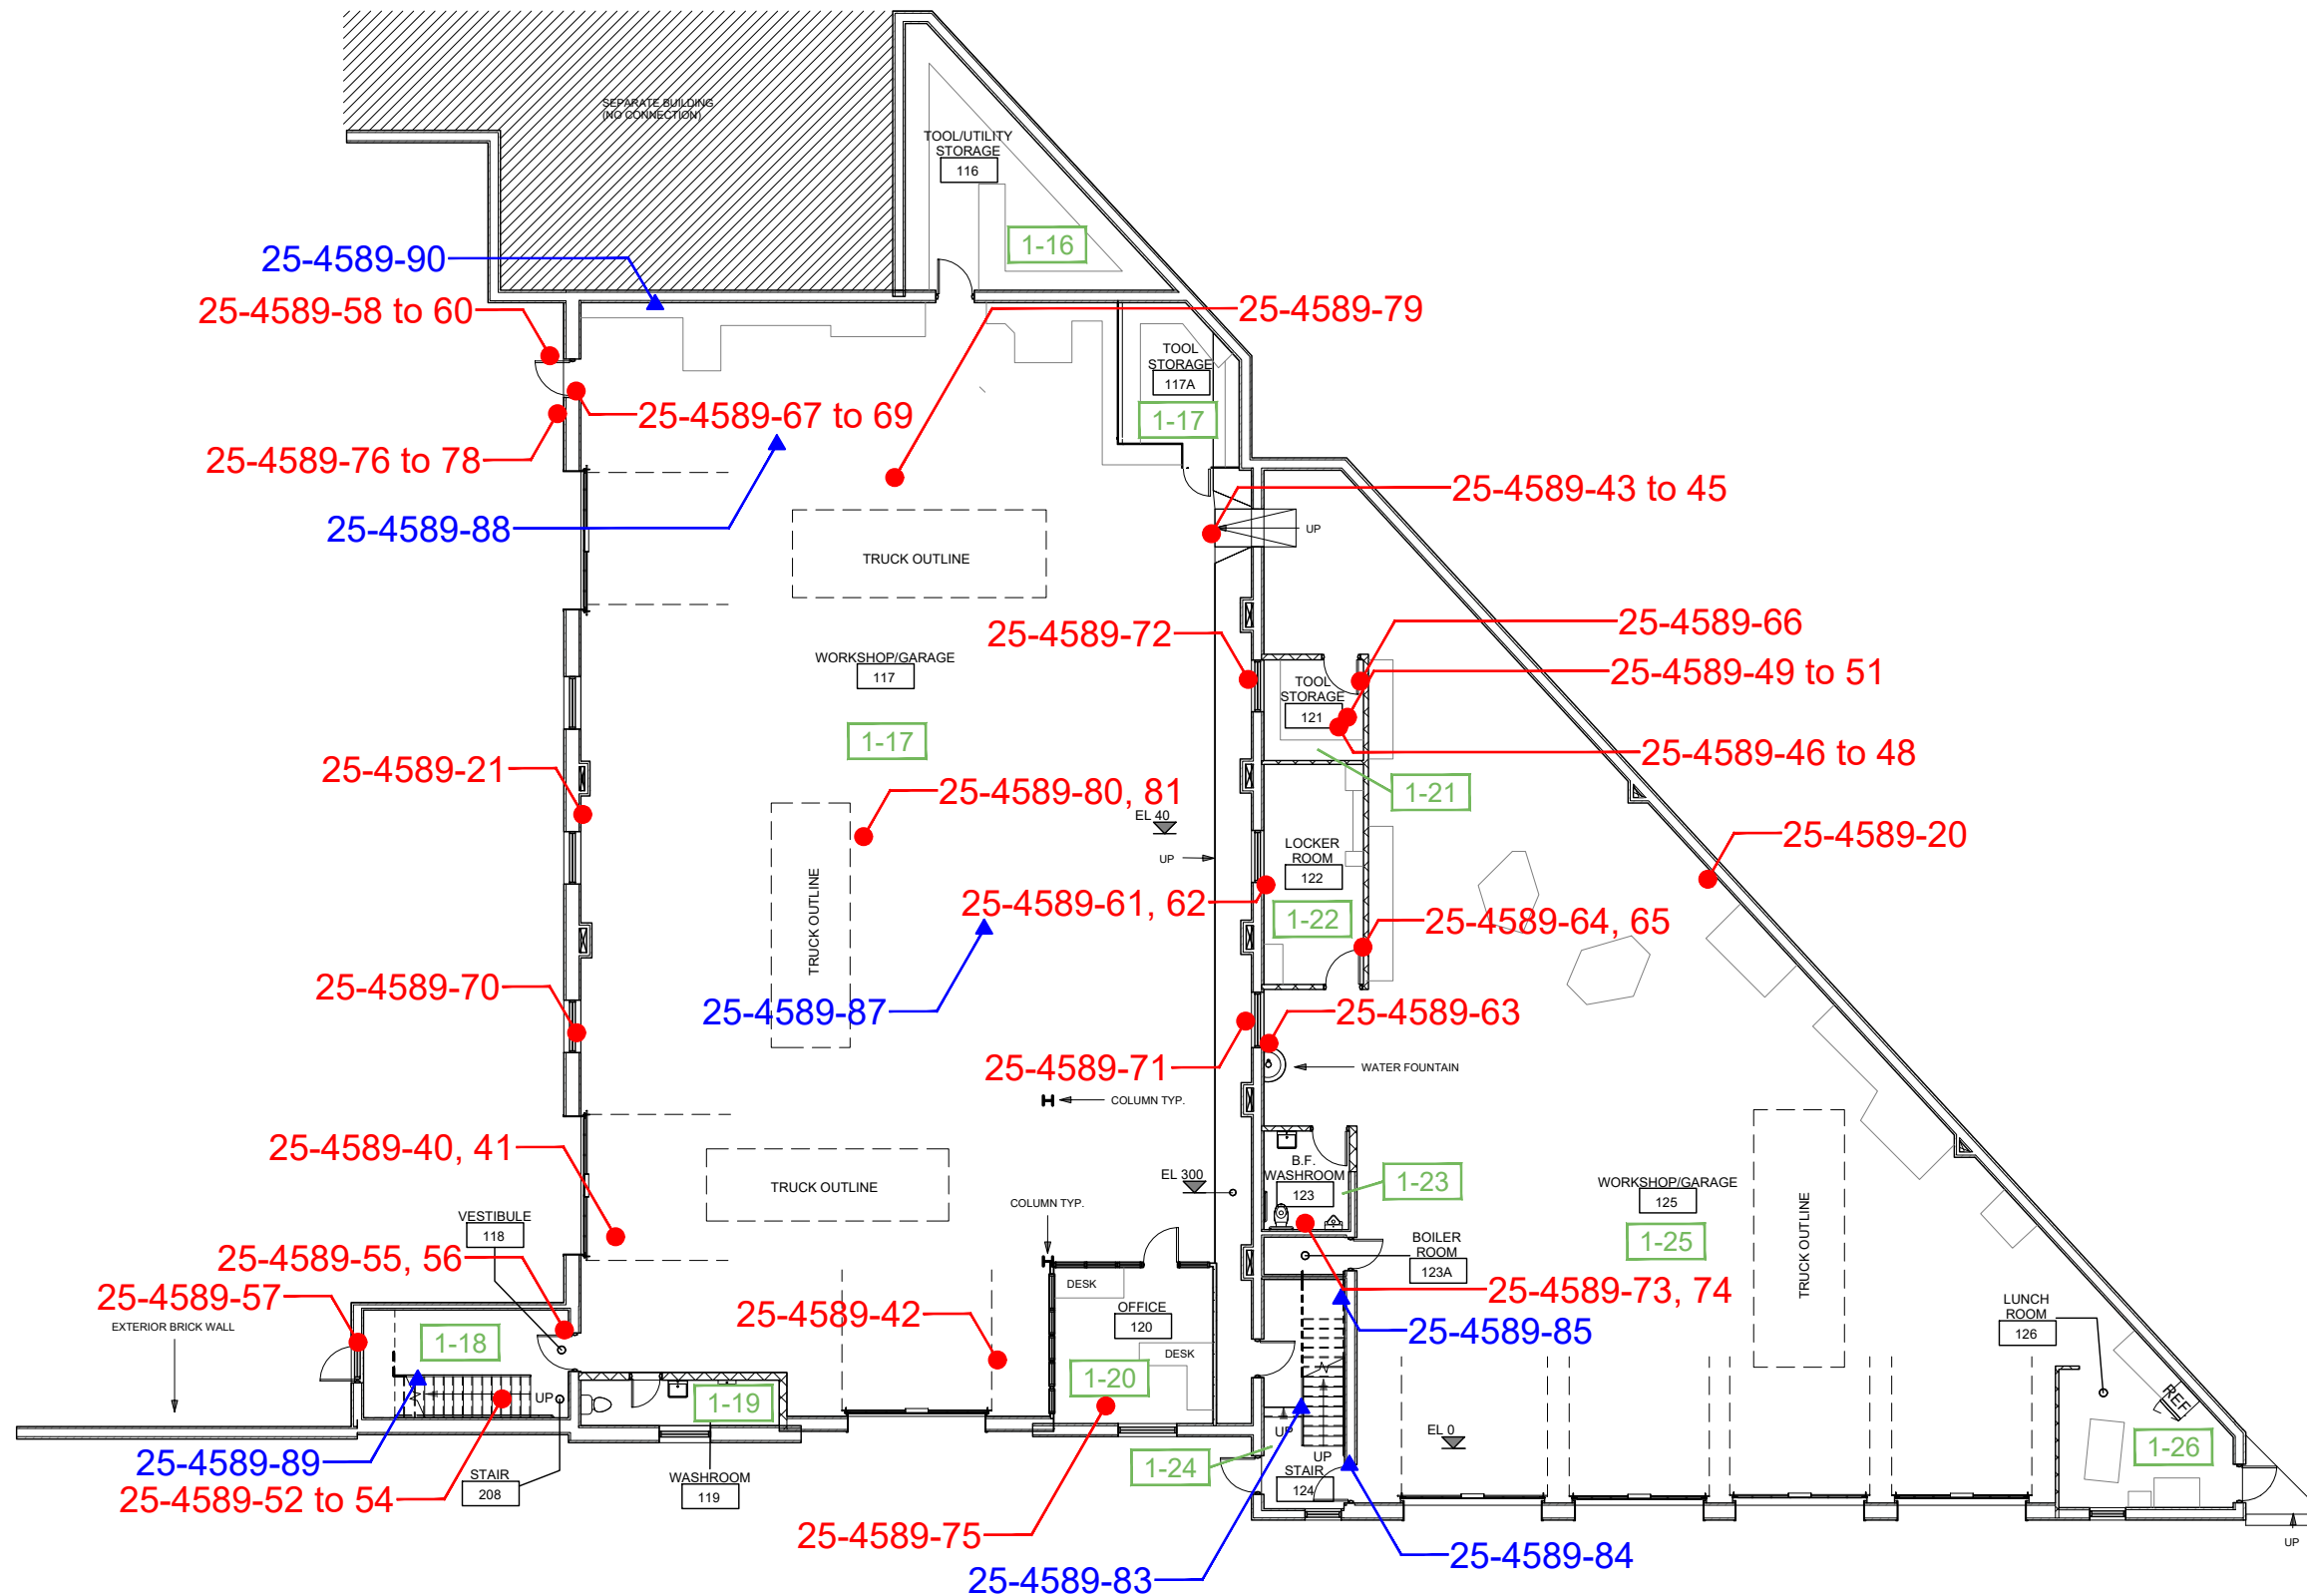 SEPARATE BUILDING
(NO CONNECTION)
TOOL/UTILITY
STORAGE
116
1-16
25-4589-90
25-4589-58 to 60
25-4589-79
TOOL
STORAGE
117A
1-17
25-4589-67 to 69
25-4589-76 to 78
25-4589-88
25-4589-43 to 45
UP
TRUCK OUTLINE
25-4589-66
25-4589-72
WORKSHOP/GARAGE
117
25-4589-49 to 51
TOOL
STORAGE
121
1-17
25-4589-46 to 48
25-4589-21
25-4589-80, 81
1-21
EL 40
25-4589-20
LOCKER
ROOM
122
UP
TRUCK OUTLINE
25-4589-61, 62
1-22
25-4589-64, 65
25-4589-70
25-4589-87
25-4589-63
25-4589-71
WATER FOUNTAIN
COLUMN TYP.
25-4589-40, 41
B.F.
WASHROOM
123
EL 300
1-23
TRUCK OUTLINE
WORKSHOP/GARAGE
125
COLUMN TYP.
VESTIBULE
118
BOILER
ROOM
123A
1-25
TRUCK OUTLINE
25-4589-55, 56
25-4589-57
DESK
25-4589-73, 74
EXTERIOR BRICK WALL
25-4589-42
OFFICE
120
LUNCH
ROOM
126
25-4589-85
1-18
DESK
1-20
1-19
UP
REF.
UP
EL 0
1-26
25-4589-89
UP
1-24
STAIR
124
STAIR
208
WASHROOM
119
25-4589-52 to 54
25-4589-75
UP
25-4589-84
25-4589-83